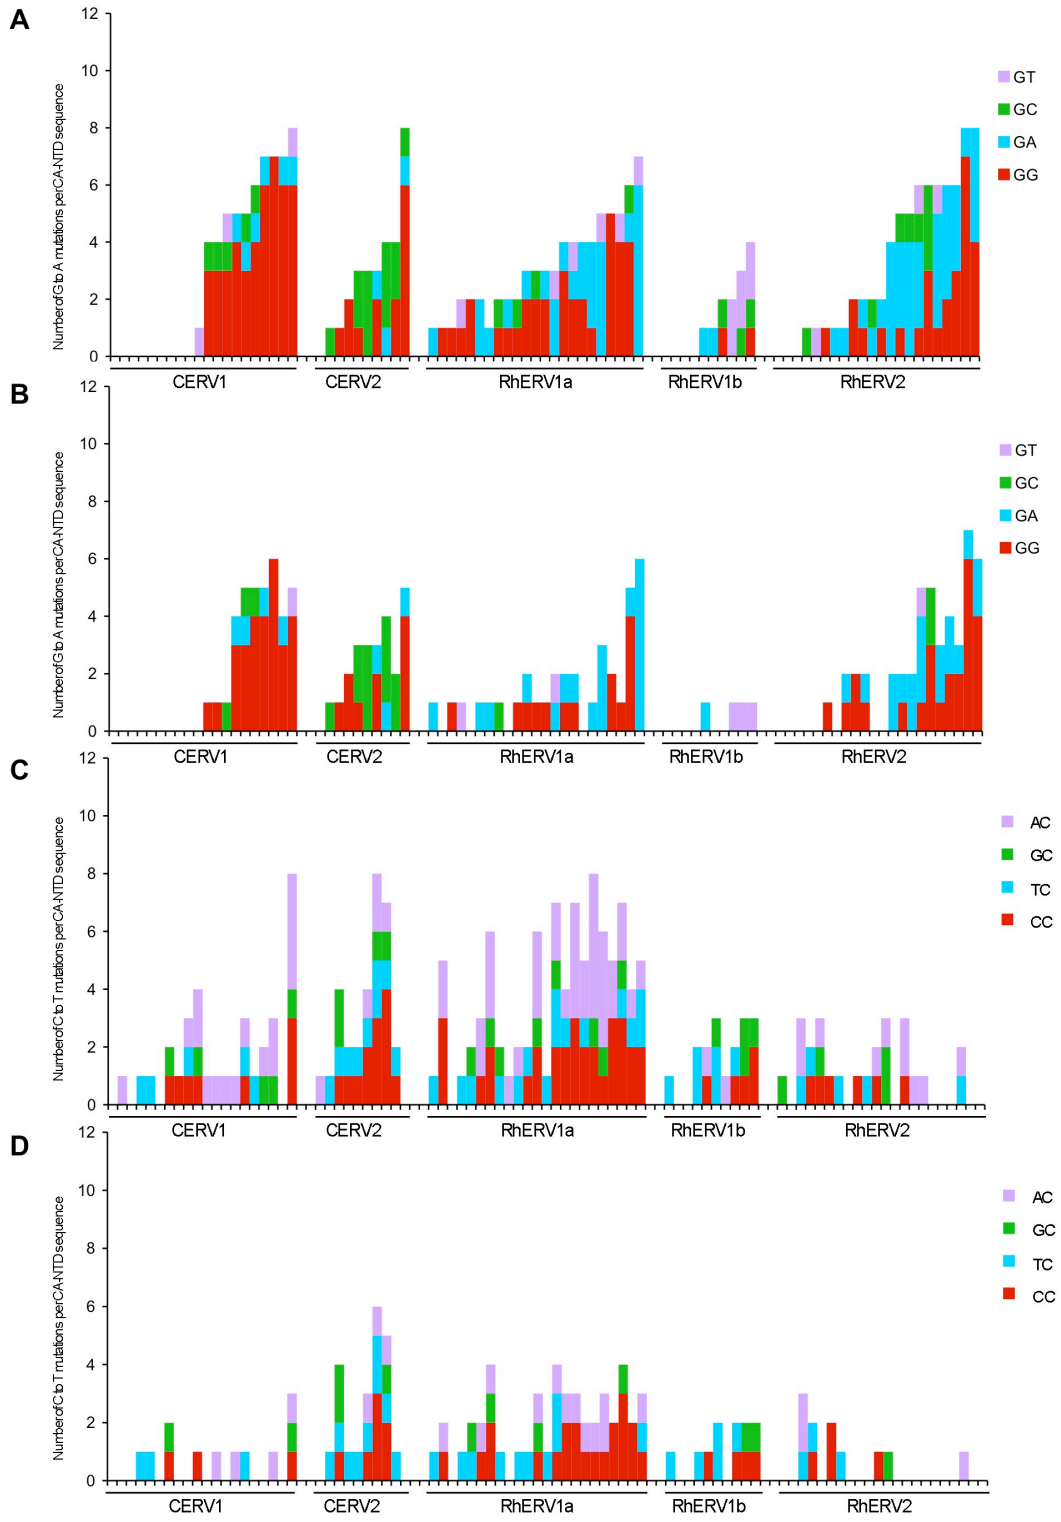 A
12
10
8
6
4
2
0
Number of G to A mutations per CA-NTD sequence
GT
GC
GA
GG
CERV1 CERV2 RhERV1a RhERV1b RhERV2
B
12
10
8
6
4
2
0
Number of G to A mutations per CA-NTD sequence
GT
GC
GA
GG
CERV1 CERV2 RhERV1a RhERV1b RhERV2
C
12
10
8
6
4
2
0
Number of C to T mutations per CA-NTD sequence
AC
GC
TC
CC
CERV1 CERV2 RhERV1a RhERV1b RhERV2
D
12
10
8
6
4
2
0
Number of C to T mutations per CA-NTD sequence
AC
GC
TC
CC
CERV1 CERV2 RhERV1a RhERV1b RhERV2